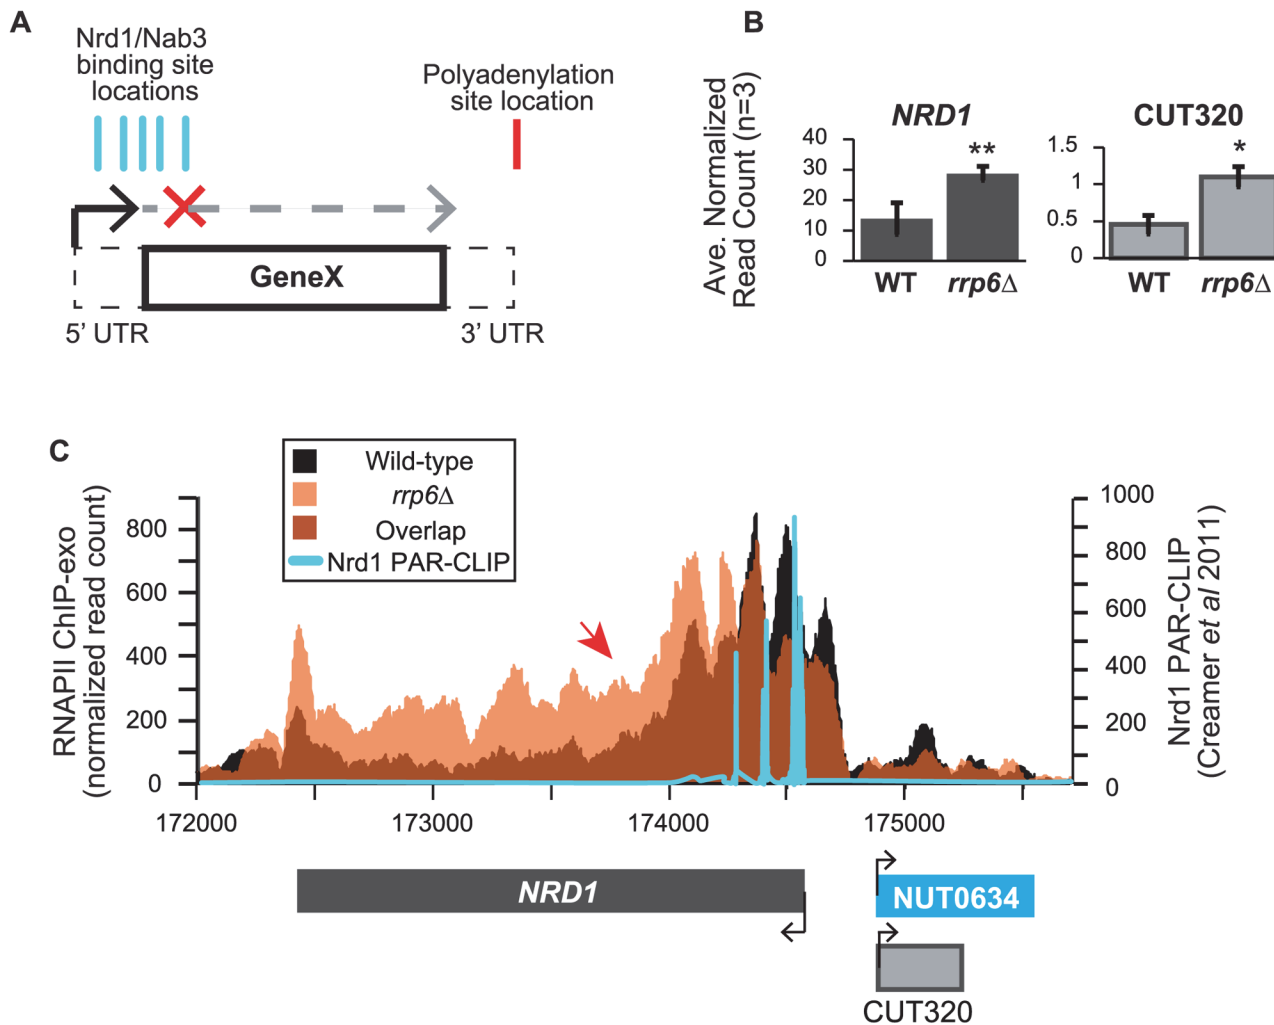 A
Nrd1/Nab3
binding site
locations
Polyadenylation
site location
GeneX
5’ UTR
3’ UTR
B
Ave. Normalized
Read Count (n=3)
NRD1
40
30
20
10
0
**
WT
rrp6Δ
CUT320
1.5
1
0.5
0
*
WT
rrp6Δ
C
Wild-type
rrp6Δ
Overlap
Nrd1 PAR-CLIP
RNAPII ChIP-exo
(normalized read count)
800
600
400
200
0
1000
800
600
400
200
0
Nrd1 PAR-CLIP
(Creamer et al 2011)
172000
173000
174000
175000
NRD1
NUT0634
CUT320